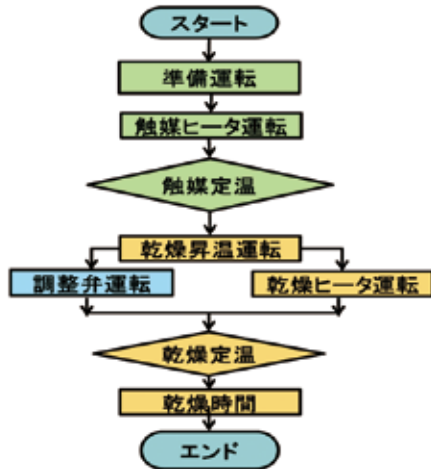 スタート
準備運転
触媒ヒータ運転
触媒定温
乾燥昇温運転
調整弁運転
乾燥ヒータ運転
乾燥定温
乾燥時間
エンド